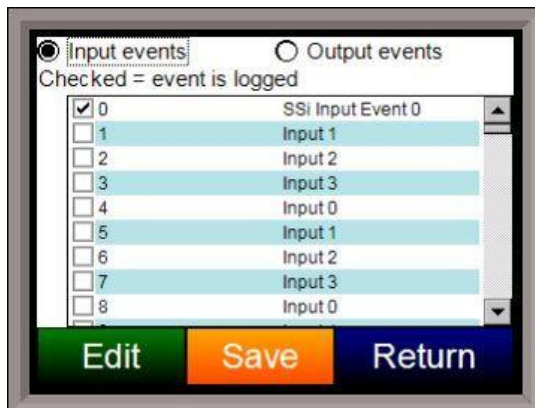 Input events Output events
Checked = event is logged
0 SSi Input Event 0
1 Input 1
2 Input 2
3 Input 3
4 Input 0
5 Input 1
6 Input 2
7 Input 3
8 Input 0
Edit Save Return